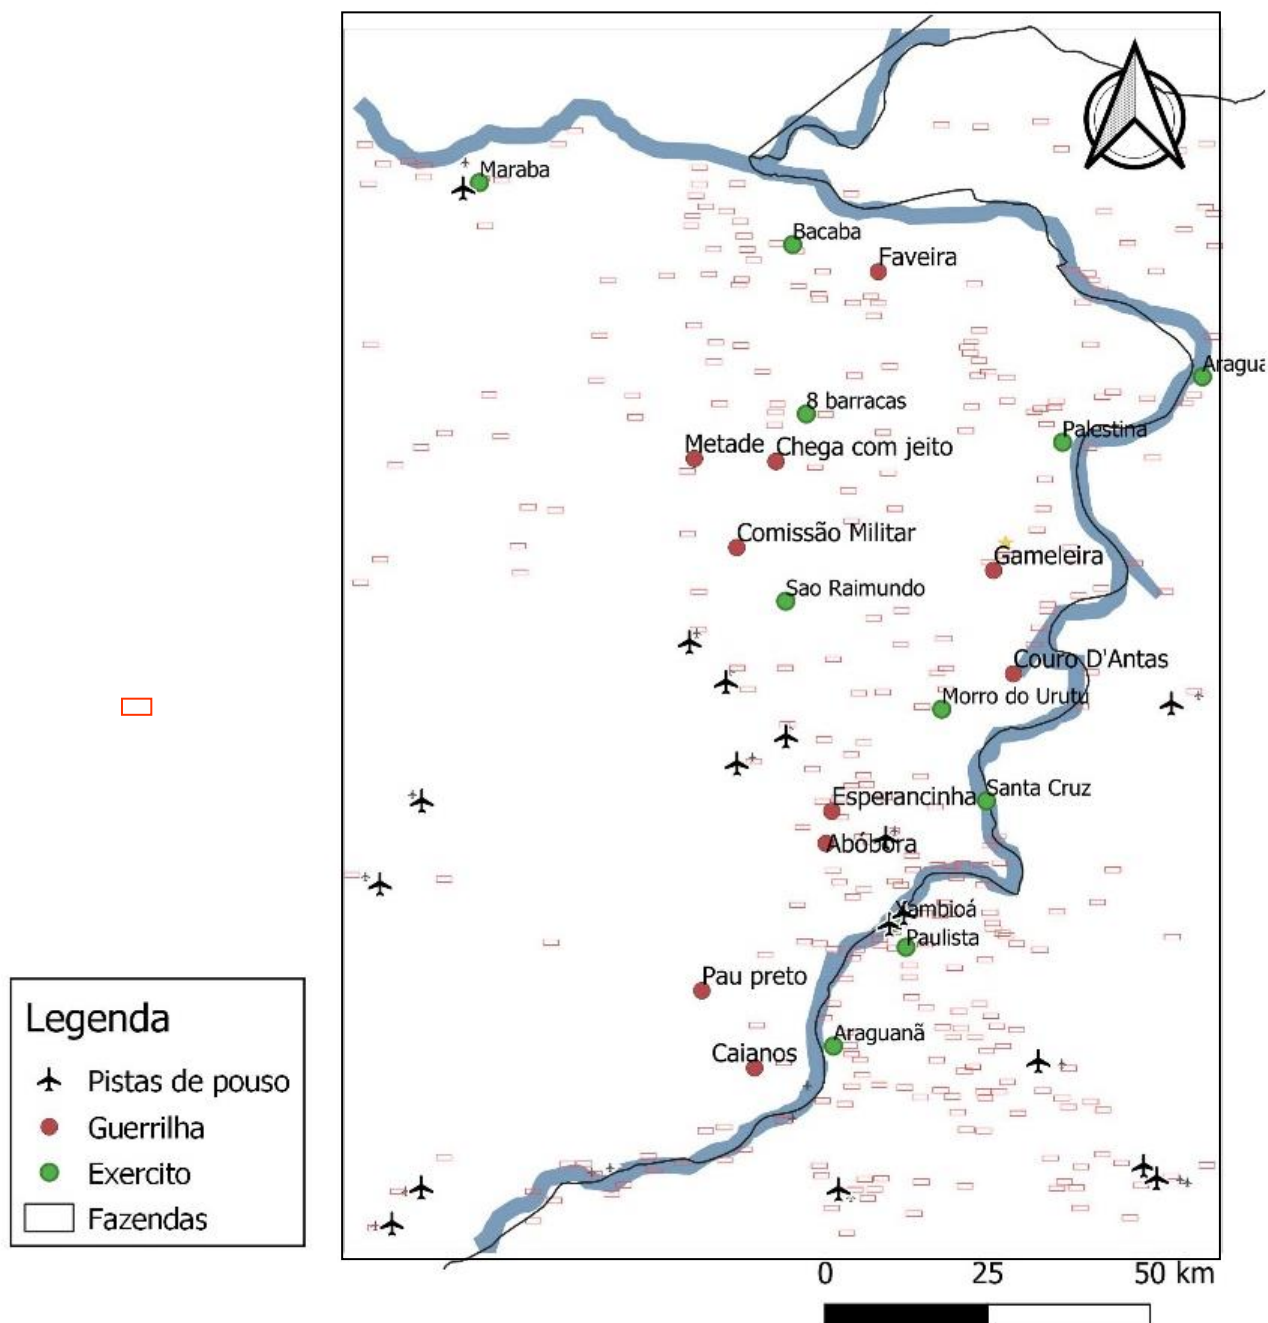 Maraba
Bacaba
Faveira
Aragua
8 barracas
Palestina
Metade
Chega com jeito
Comissão Militar
Gameleira
Sao Raimundo
Couro D'Antas
Morro do Urutu
Santa Cruz
Esperancinha
Abóbora
Xambioá
Paulista
Pau preto
Araguanã
Caianos
Legenda
Pistas de pouso
Guerrilha
Exercito
Fazendas
0 25 50 km